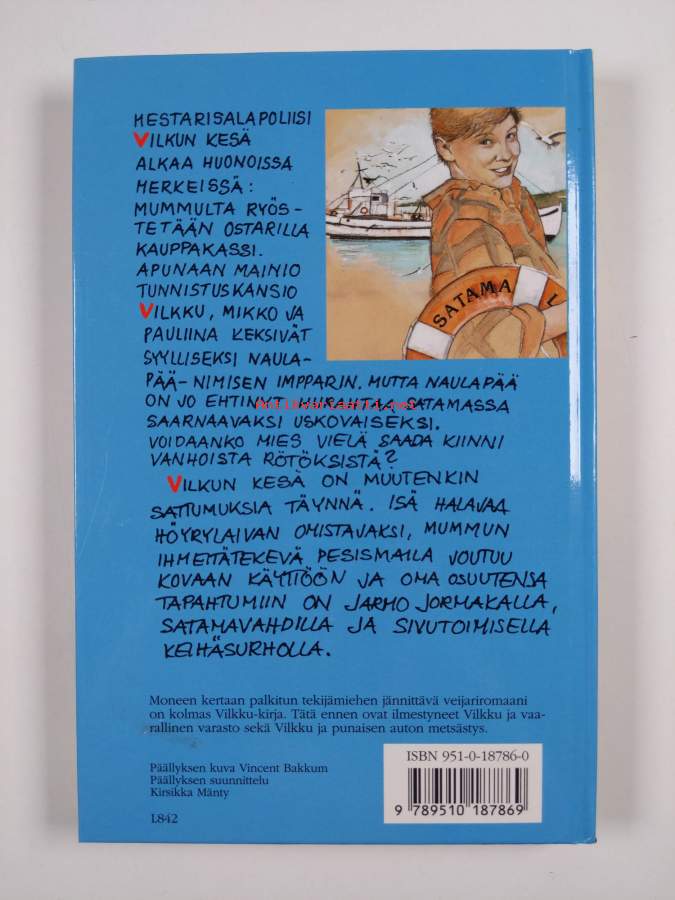 MESTARISALAPOLIISI
VILKUN KESÄ
ALKAA HUONOISSA
MERKEISSÄ:
MUMMULTA RYÖS-
TETÄÄN OSTARILLA
KAUPPAKASSI.
APUNAAN MAINIO
TUNNISTUSKANSIO
VILKKU, MIKKO JA
PAULIINA KEKSIVÄT
SYYLLISEKSI NAULA-
PÄÄ-NIMISEN IMPPARIN. MUTTA NAULAPÄÄ
ON JO EHTINYT SATAMASSA
Antikvariaatti.net
SAARNAAVAKSI USKOVAISEKSI.
VOIDAANKO MIES VIELÄ SAADA KIINNI
VANHOISTA RÖTÖKSISTÄ?
VILKUN KESÄ ON MUUTENKIN
SATTUMUKSIA TÄYNNÄ. ISÄ HALAJAA
HÖYRYLAIVAN OMISTAJAKSI, MUMMUN
IHMEITÄTEKEVÄ PESISMAILA JOUTUU
KOVAAN KÄYTTÖÖN JA OMA OSUUTENSA
TAPAHTUMIIN ON JARMO JORMAKALLA,
SATAMAVAHDILLA JA SIVUTOIMISELLA
KEIHÄSURHOLLA.
SATAMA
Moneen kertaan palkitun tekijämiehen jännittävä veijariromaani
on kolmas Vilkku-kirja. Tätä ennen ovat ilmestyneet Vilkku ja vaa-
rallinen varasto sekä Vilkku ja punaisen auton metsästys.
Päällyksen kuva Vincent Bakkum
Päällyksen suunnittelu
Kirsikka Mänty
L842
ISBN 951-0-18786-0
9 789510 187869